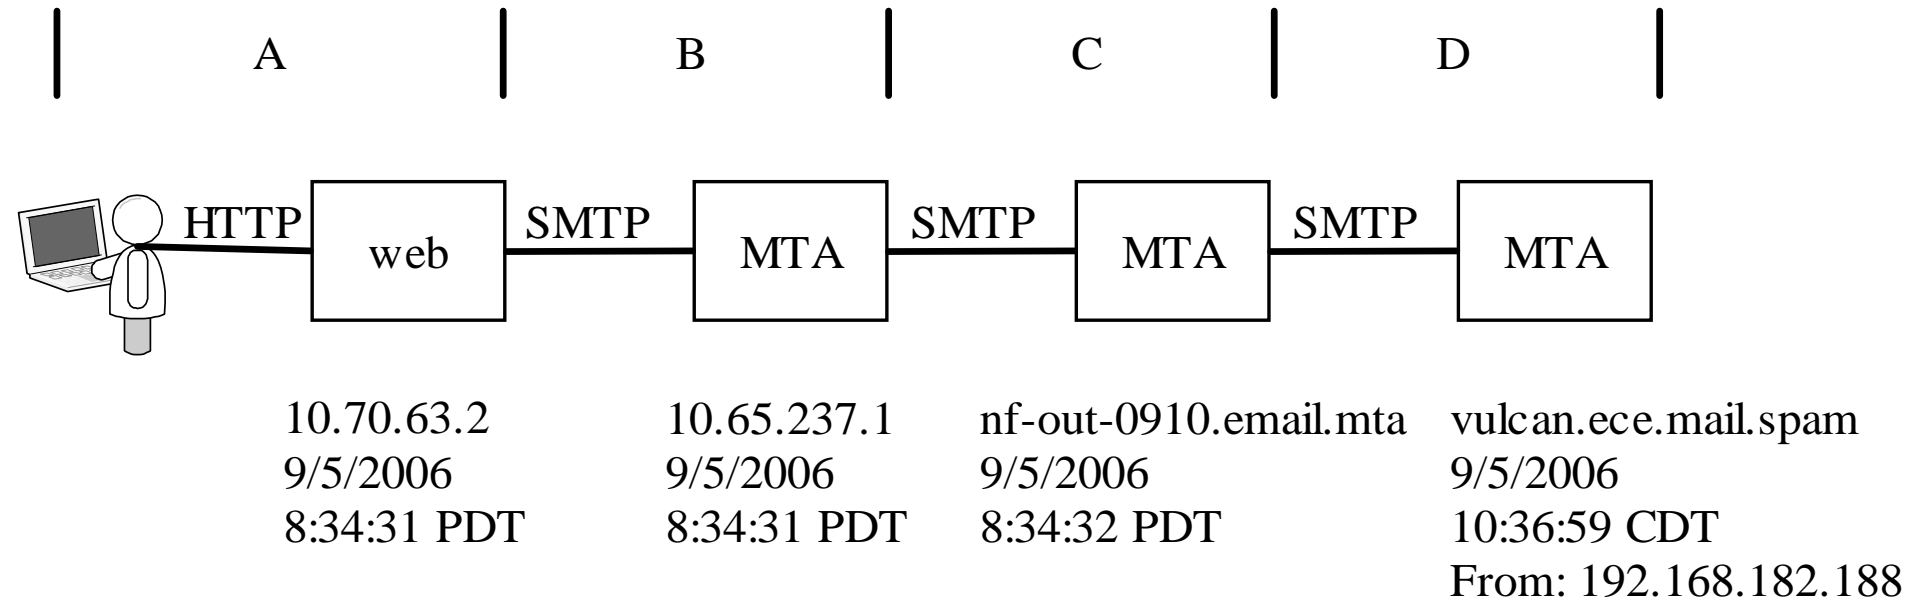 A B C D
HTTP web SMTP MTA SMTP MTA SMTP MTA
10.70.63.2
9/5/2006
8:34:31 PDT
10.65.237.1
9/5/2006
8:34:31 PDT
nf-out-0910.email.mta
9/5/2006
8:34:32 PDT
vulcan.ece.mail.spam
9/5/2006
10:36:59 CDT
From: 192.168.182.188